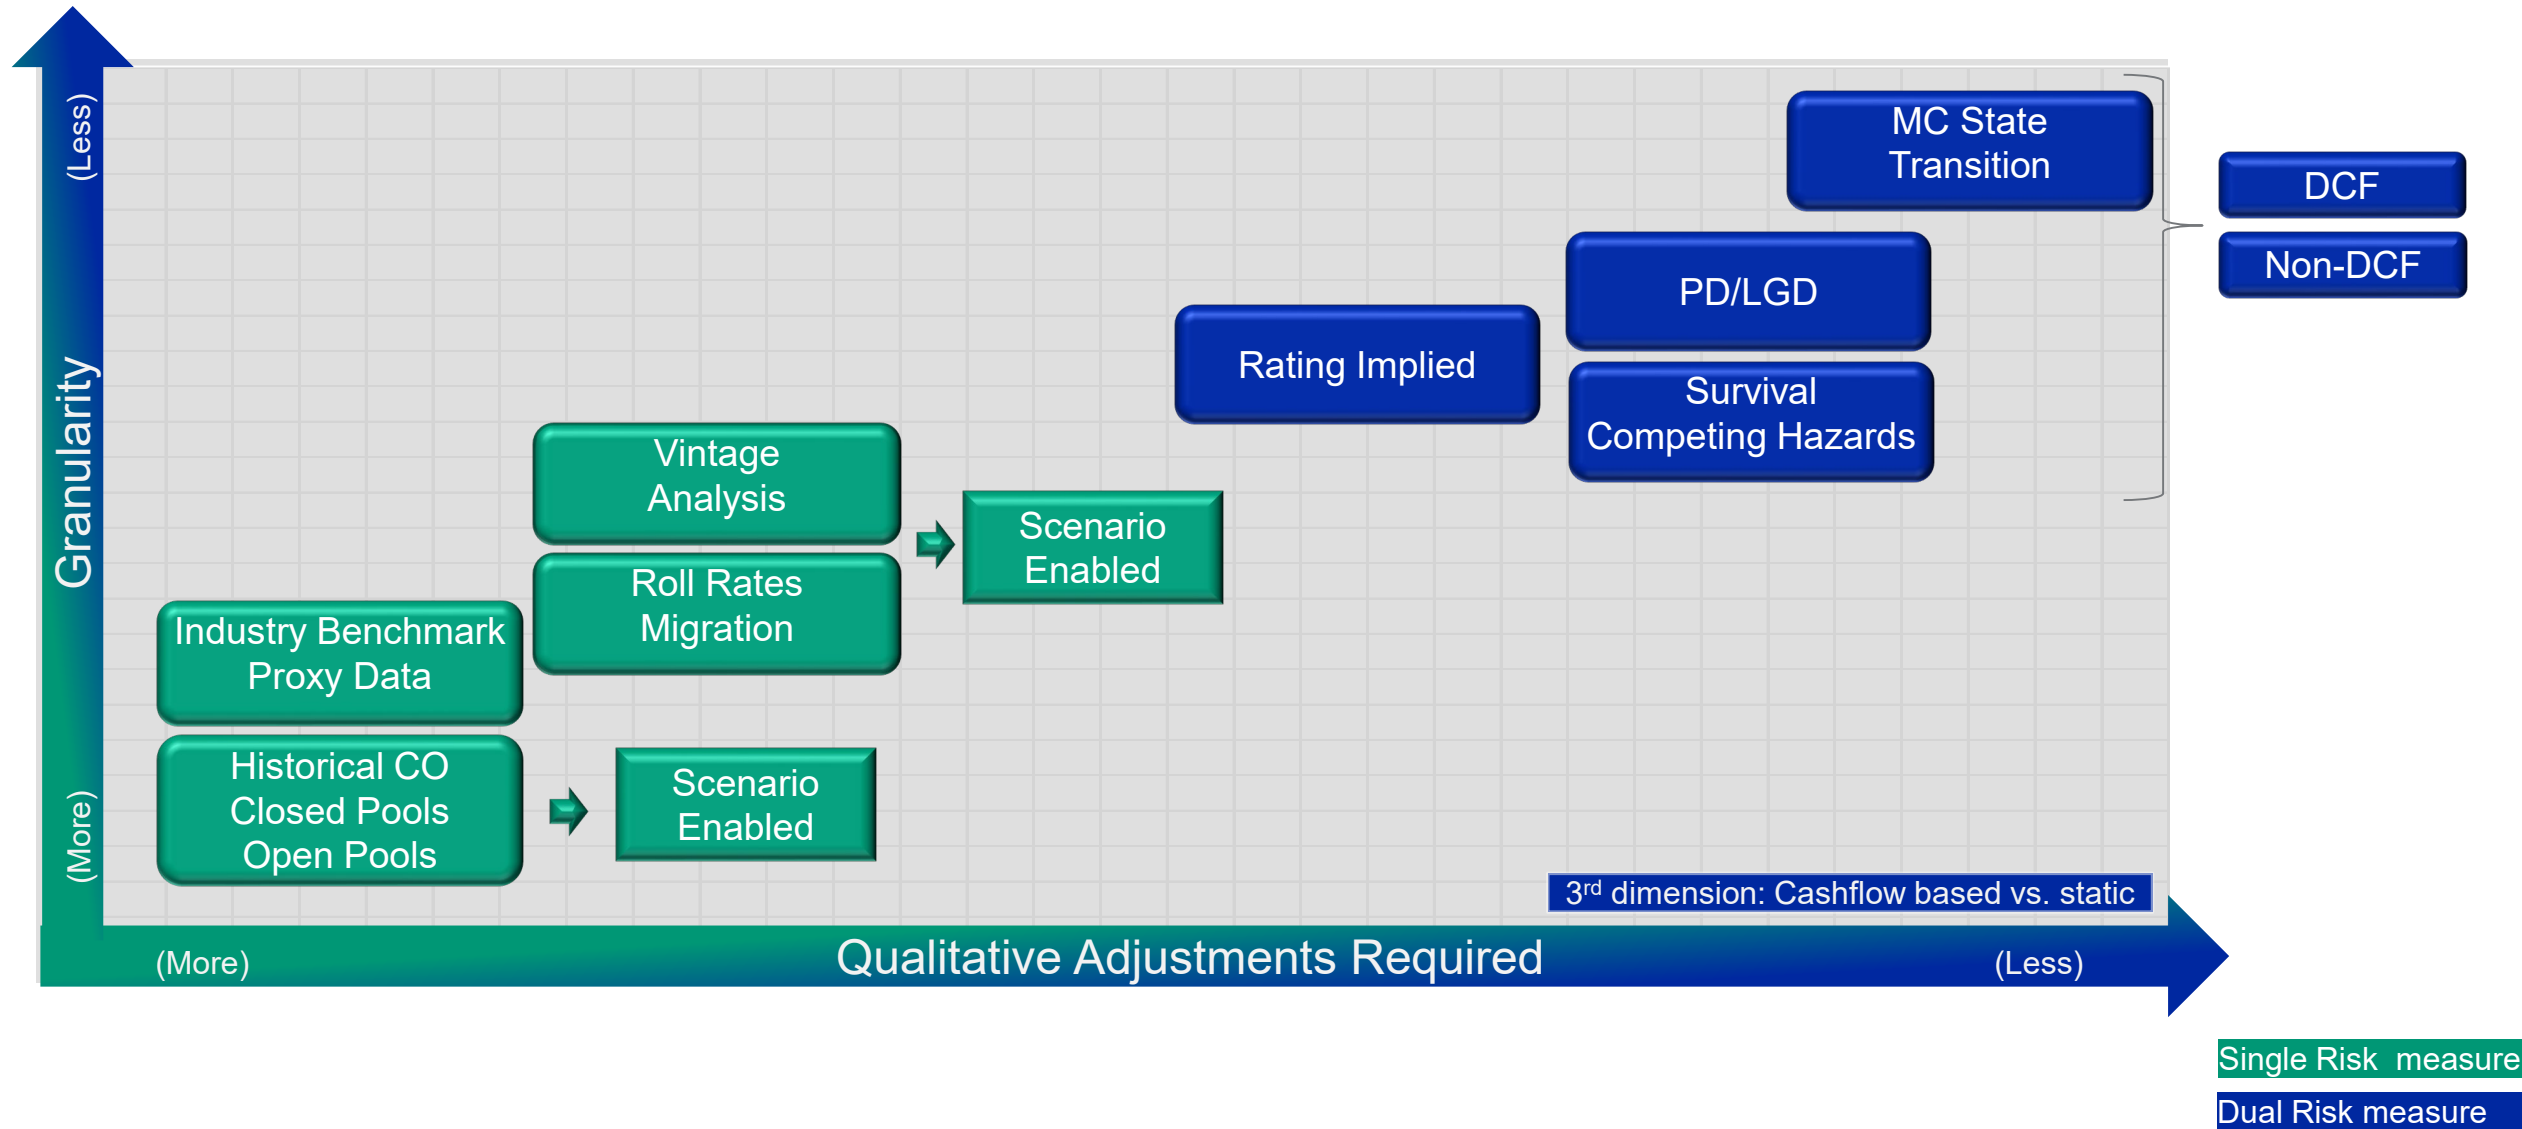 (Less)
Granularity
(More)
MC State
Transition
DCF
Non-DCF
PD/LGD
Rating Implied
Survival
Competing Hazards
Vintage
Analysis
Scenario
Enabled
Roll Rates
Migration
Industry Benchmark
Proxy Data
Historical CO
Closed Pools
Open Pools
Scenario
Enabled
3rd dimension: Cashflow based vs. static
(More)
Qualitative Adjustments Required
(Less)
Single Risk  measure
Dual Risk measure